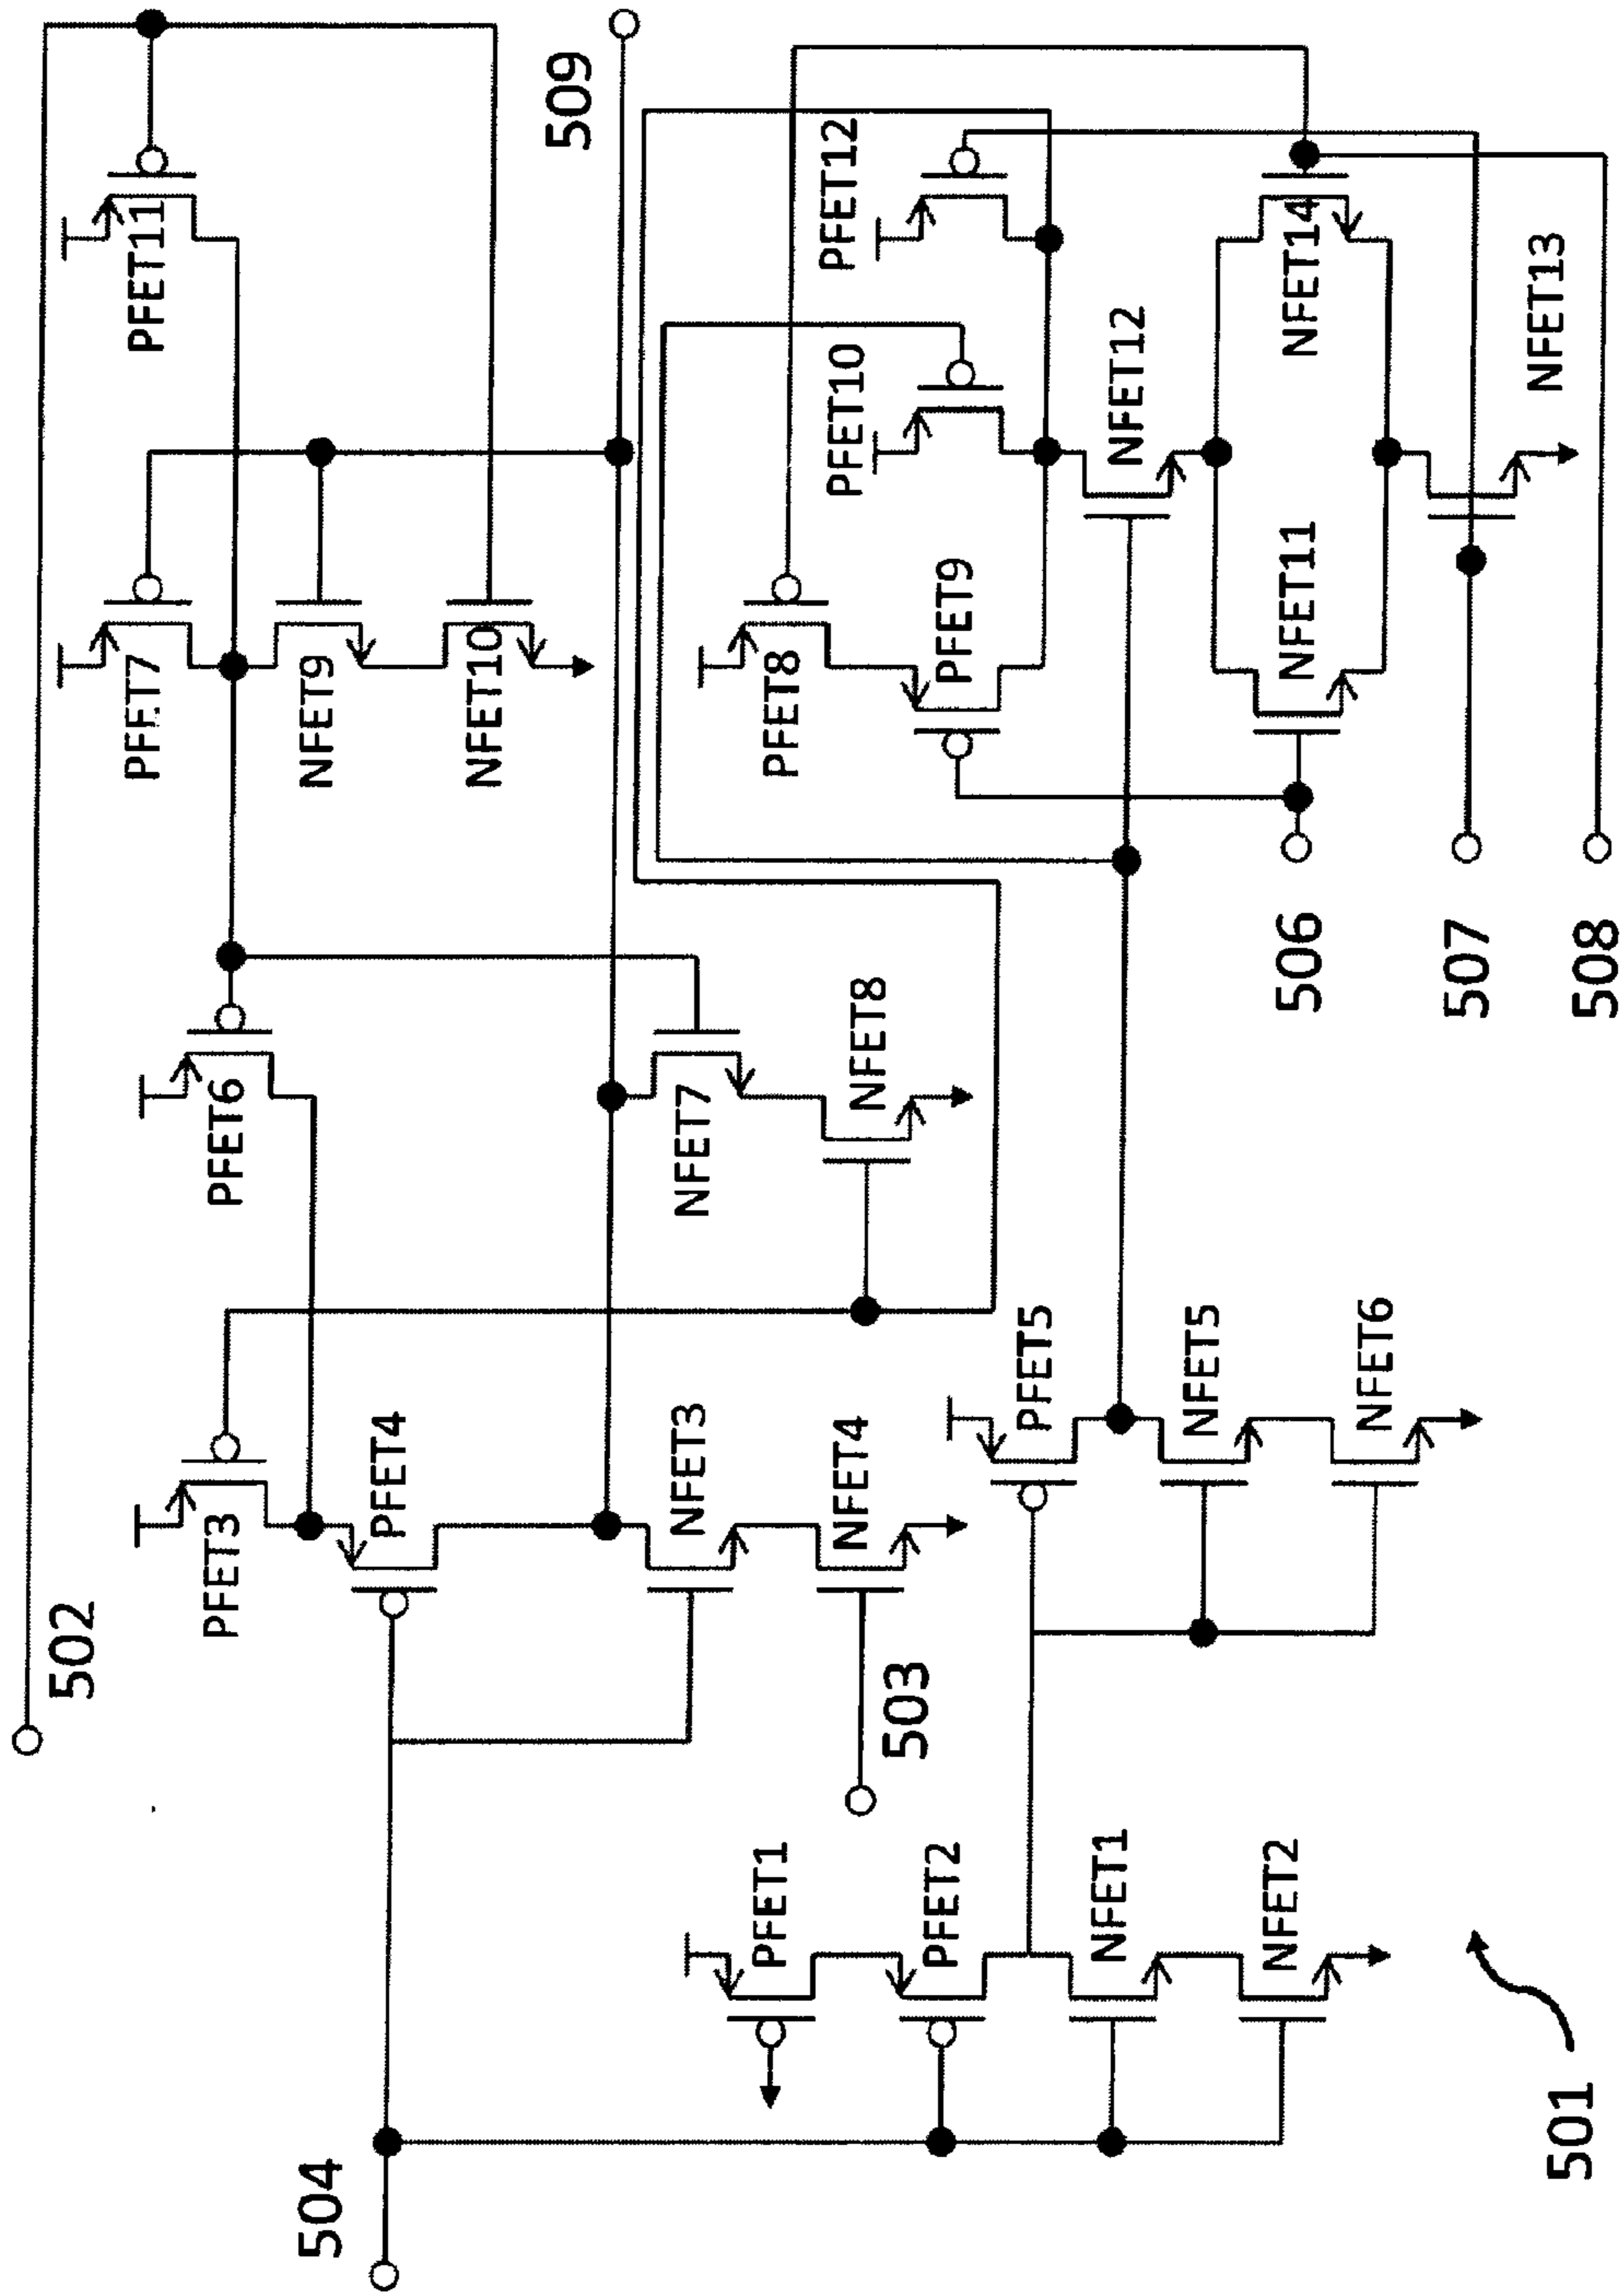 502
PFET7
PFET11
PFET3
PFET6
504
NFET9
PFET4
NFET10
509
NFET3
NFET7
PFET1
PFET8
PFET10
PFET12
NFET4
NFET8
503
PFET2
PFET9
PFET5
NFET1
NFET12
NFET5
NFET2
506
NFET11
NFET14
NFET6
507
NFET13
501
508